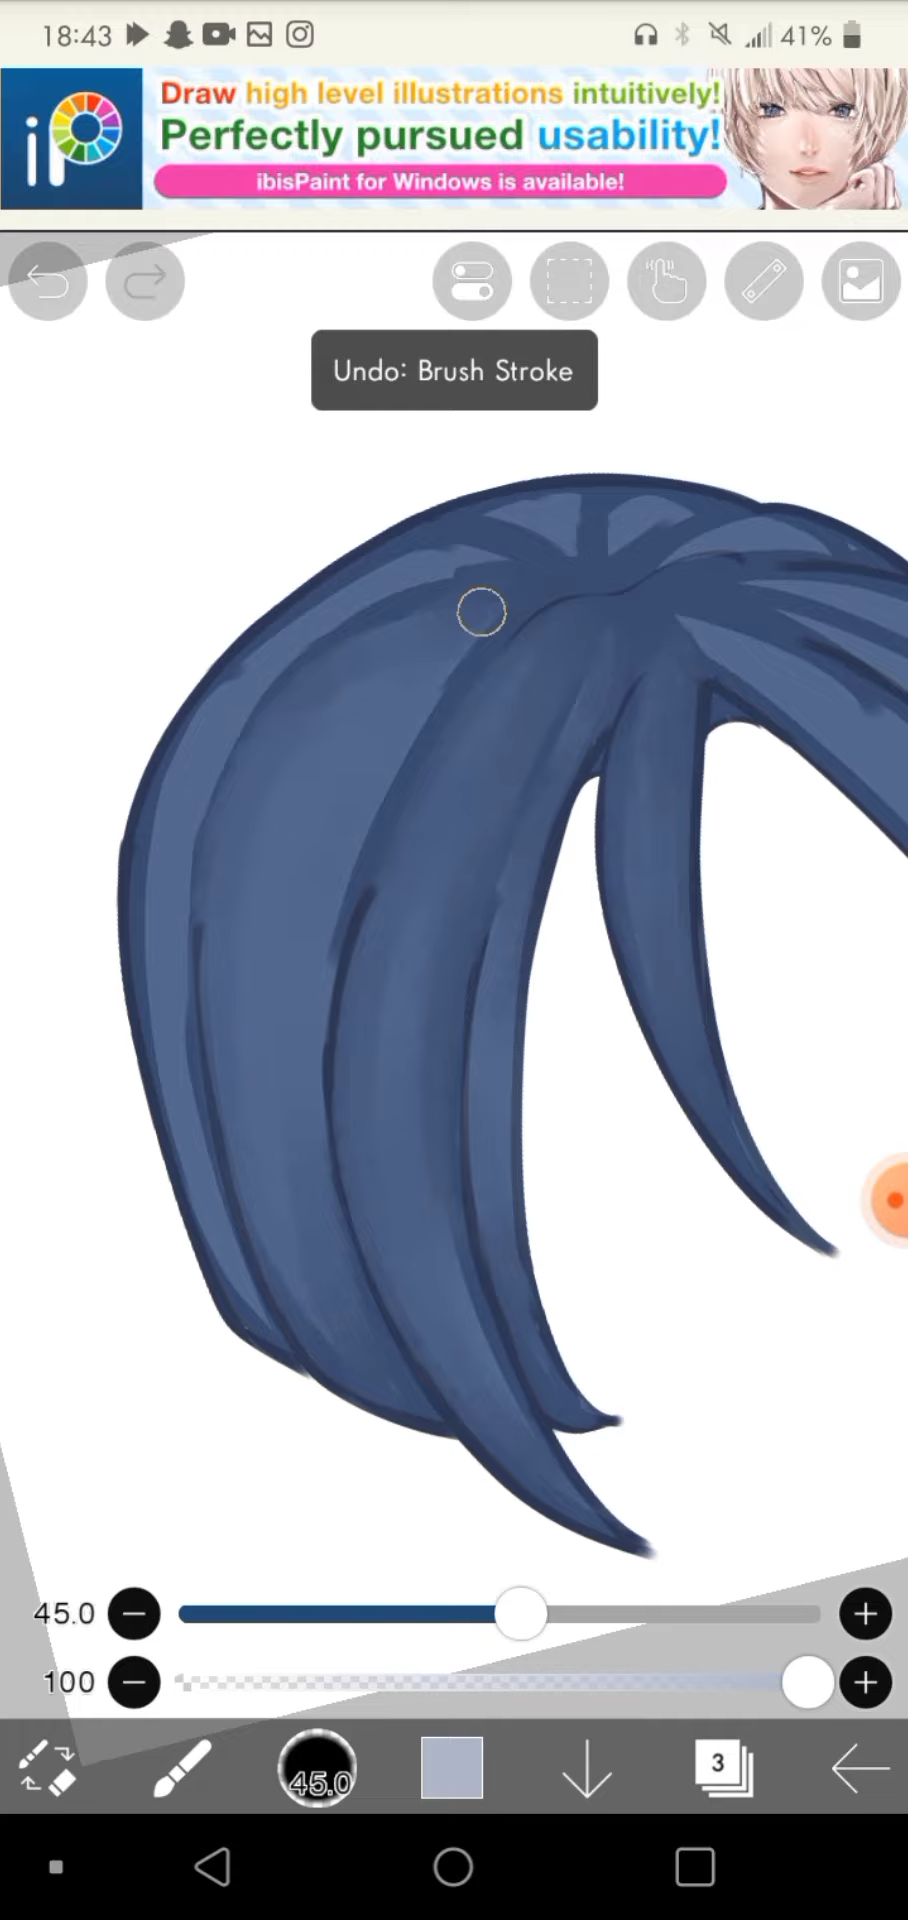 18:43
41%
iP
Draw high level illustrations intuitively!
Perfectly pursued usability!
ibisPaint for Windows is available!
Undo: Brush Stroke
45.0
100
45.0
3